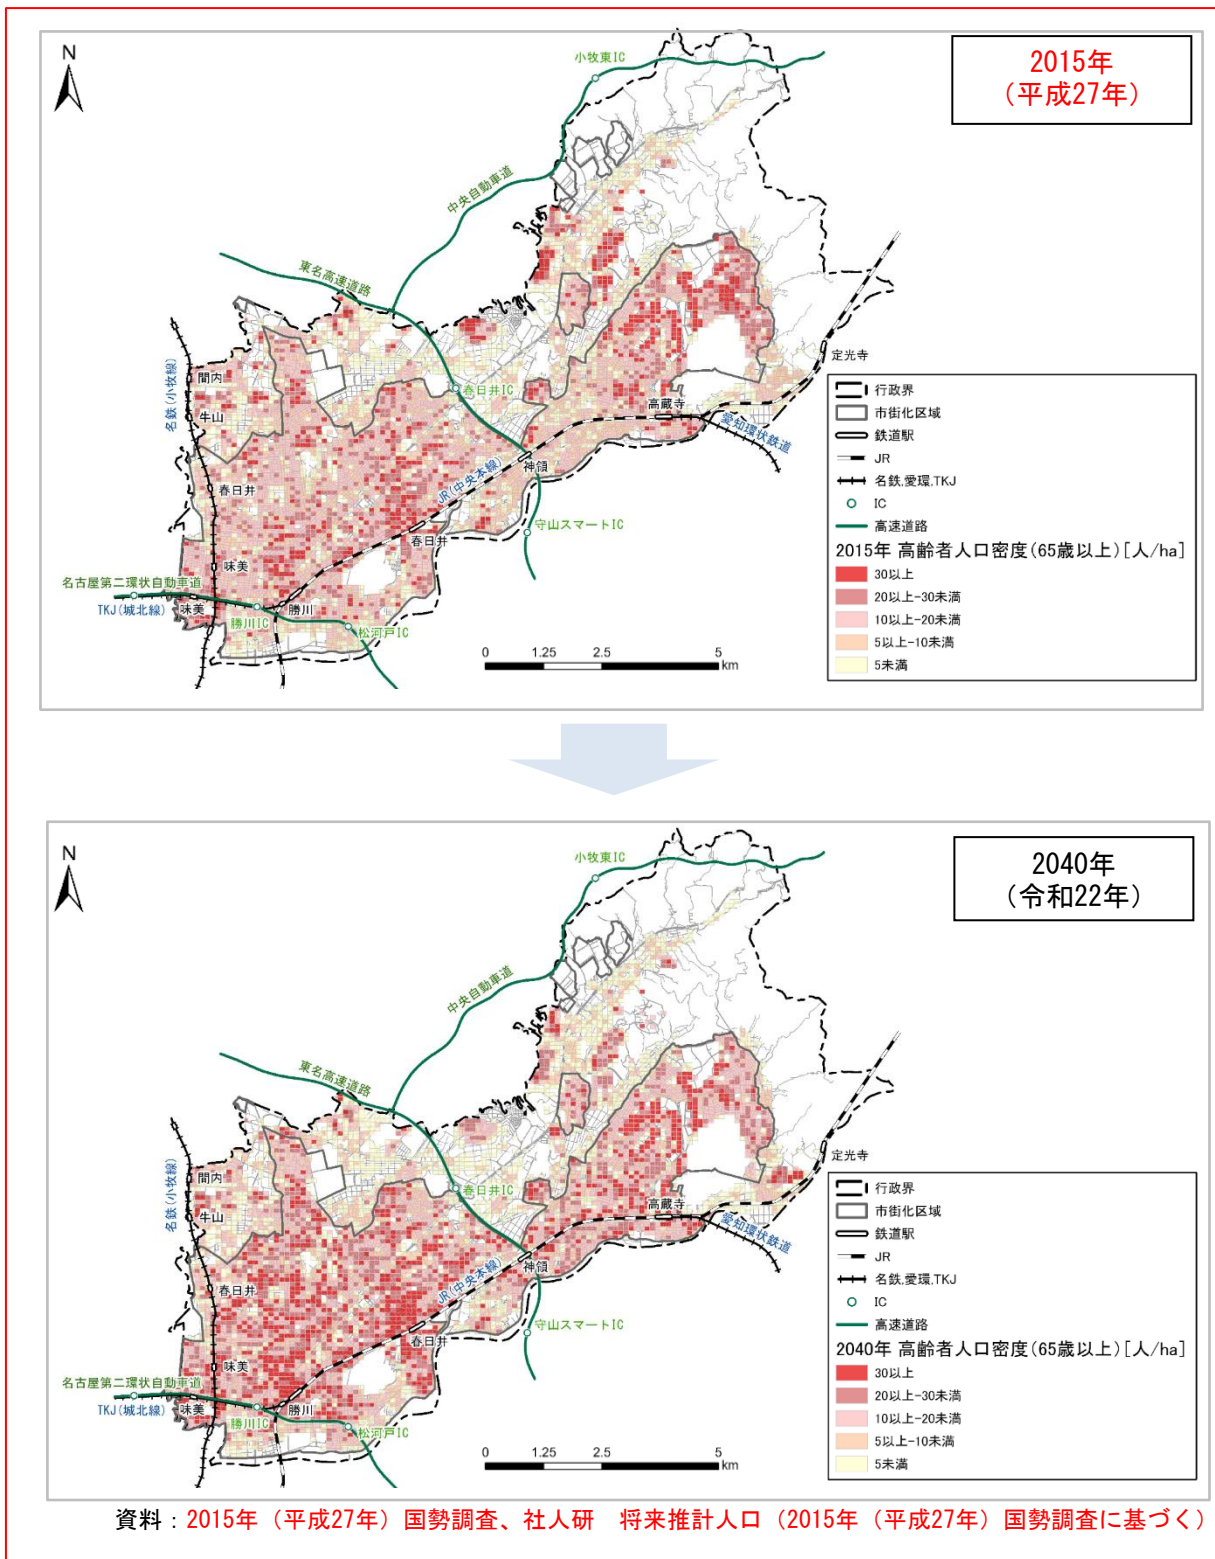 2015年
（平成27年）
N
小牧東IC
中央自動車道
東名高速道路
名鉄(小牧線)
間内
牛山
春日井IC
定光寺
高蔵寺
愛知環状鉄道
神領
JR(中央本線)
春日井
守山スマートIC
春日井
味美
名古屋第二環状自動車道
TKJ(城北線)
味美
勝川IC
勝川
松河戸IC
0 1.25 2.5 5
km
行政界
市街化区域
鉄道駅
JR
名鉄,愛環,TKJ
IC
高速道路
2015年 高齢者人口密度(65歳以上)[人/ha]
30以上
20以上-30未満
10以上-20未満
5以上-10未満
5未満
2040年
（令和22年）
N
小牧東IC
中央自動車道
東名高速道路
名鉄(小牧線)
間内
牛山
春日井IC
定光寺
高蔵寺
愛知環状鉄道
神領
JR(中央本線)
春日井
守山スマートIC
春日井
味美
名古屋第二環状自動車道
TKJ(城北線)
味美
勝川IC
勝川
松河戸IC
0 1.25 2.5 5
km
行政界
市街化区域
鉄道駅
JR
名鉄,愛環,TKJ
IC
高速道路
2040年 高齢者人口密度(65歳以上)[人/ha]
30以上
20以上-30未満
10以上-20未満
5以上-10未満
5未満
資料：2015年（平成27年）国勢調査、社人研　将来推計人口（2015年（平成27年）国勢調査に基づく）